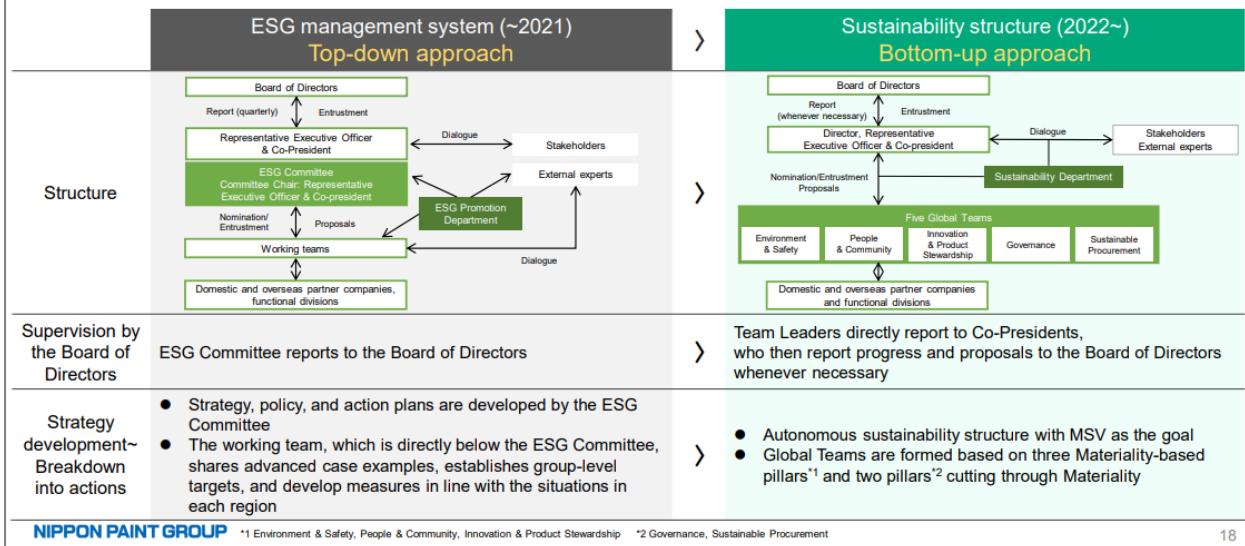 ESG management system (~2021)
Top-down approach
〉
Sustainability structure (2022~)
Bottom-up approach
Structure
Board of Directors
Report (quarterly)
Entrustment
Representative Executive Officer
& Co-President
Dialogue
Stakeholders
External experts
ESG Committee
Committee Chair: Representative
Executive Officer & Co-president
ESG Promotion
Department
Nomination/
Entrustment
Proposals
Working teams
Dialogue
Domestic and overseas partner companies,
functional divisions
〉
Board of Directors
Report
(whenever necessary)
Entrustment
Director, Representative
Executive Officer & Co-president
Dialogue
Stakeholders
External experts
Nomination/Entrustment
Proposals
Sustainability Department
Five Global Teams
Environment
& Safety
People
& Community
Innovation
& Product
Stewardship
Governance
Sustainable
Procurement
Domestic and overseas partner companies
and functional divisions
Supervision by
the Board of
Directors
ESG Committee reports to the Board of Directors
〉
Team Leaders directly report to Co-Presidents,
who then report progress and proposals to the Board of Directors
whenever necessary
Strategy
development~
Breakdown
into actions
● Strategy, policy, and action plans are developed by the ESG
Committee
● The working team, which is directly below the ESG Committee,
shares advanced case examples, establishes group-level
targets, and develop measures in line with the situations in
each region
〉
● Autonomous sustainability structure with MSV as the goal
● Global Teams are formed based on three Materiality-based
pillars*1 and two pillars*2 cutting through Materiality
NIPPON PAINT GROUP
*1 Environment & Safety, People & Community, Innovation & Product Stewardship *2 Governance, Sustainable Procurement
18